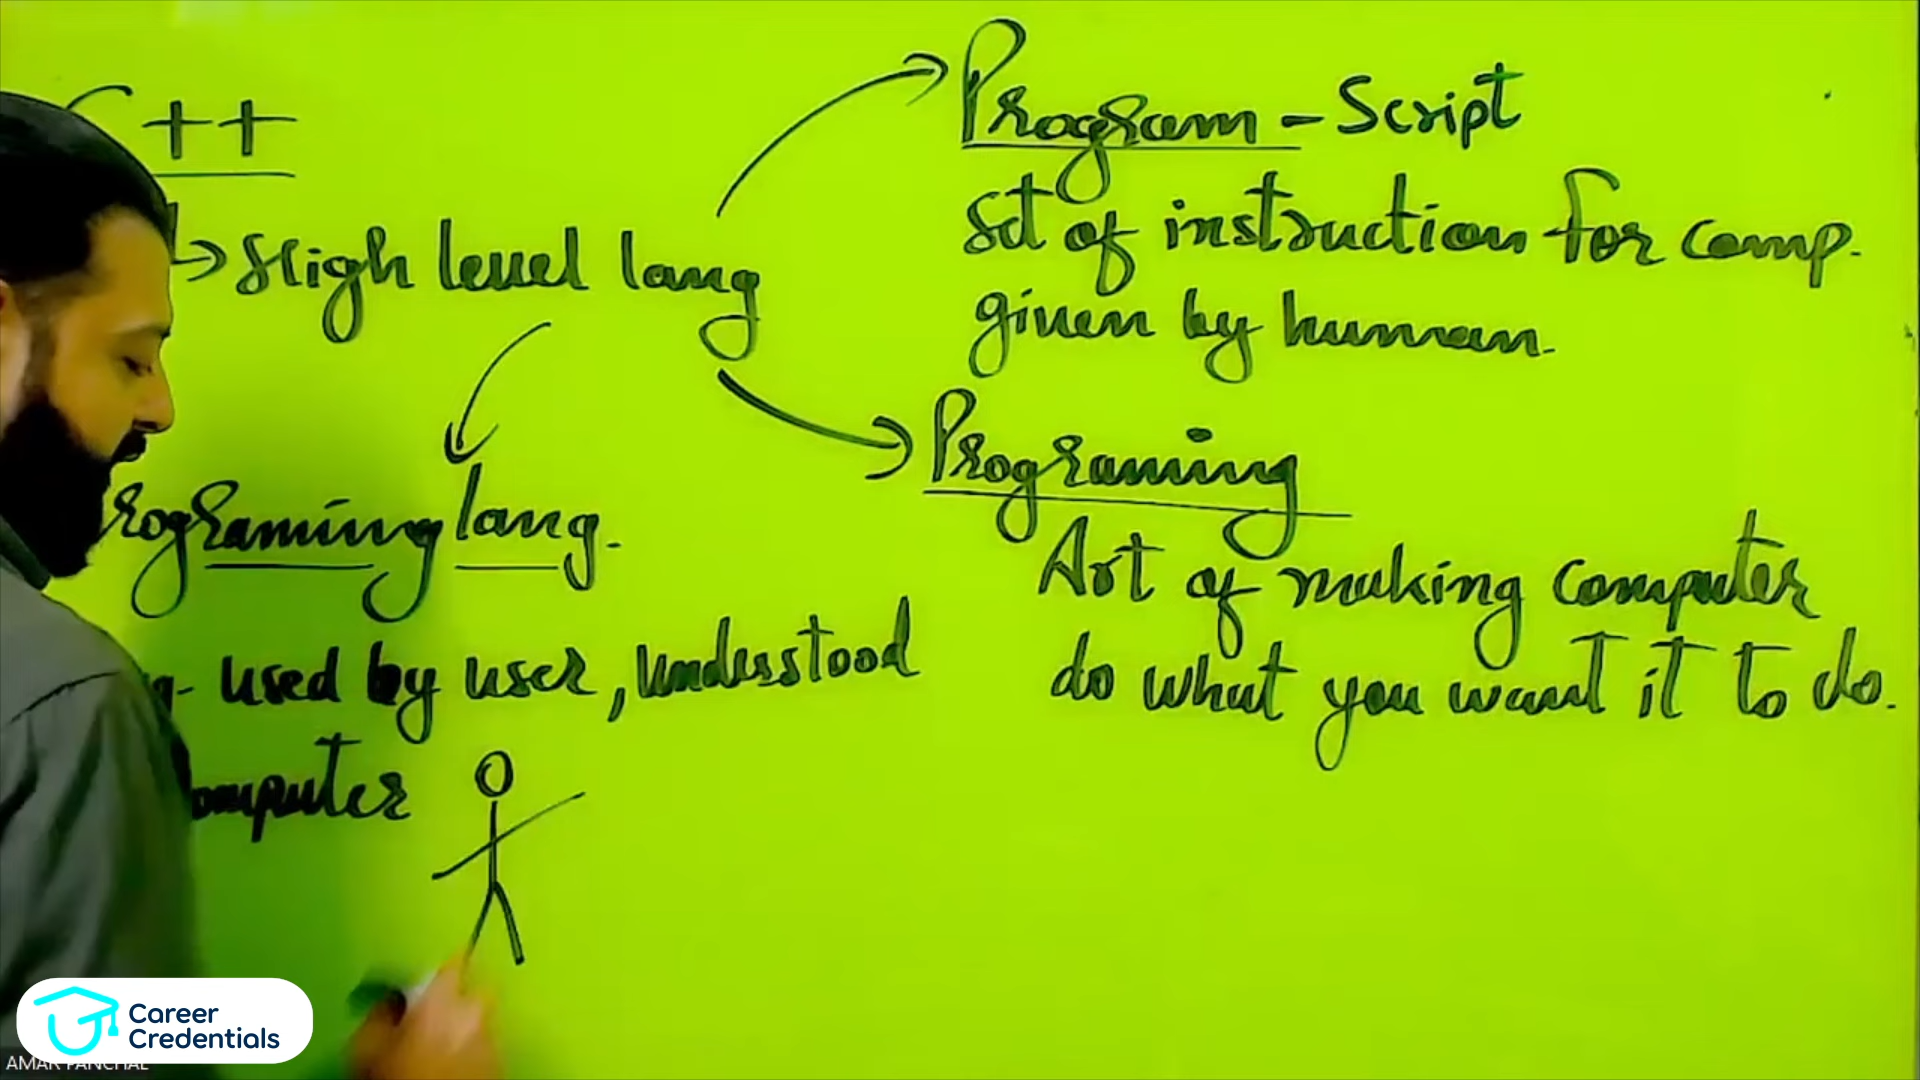 C++
High level lang
Programing lang.
used by user, understood
computer
Program - Script
set of instruction for comp.
given by human.
Programing
Art of making computer
do what you want it to do.
Career
Credentials
AMAR PANCHAL